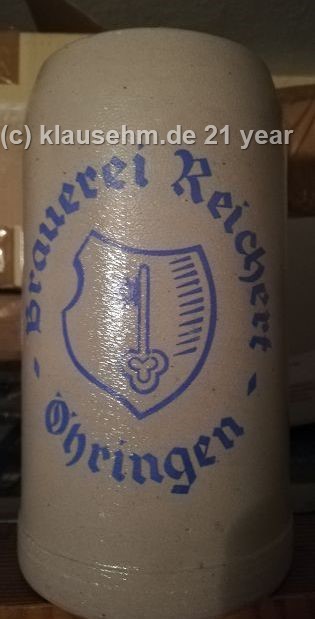 (c) klausehm.de 21 year
- Brauerei Reichert -
Öhringen